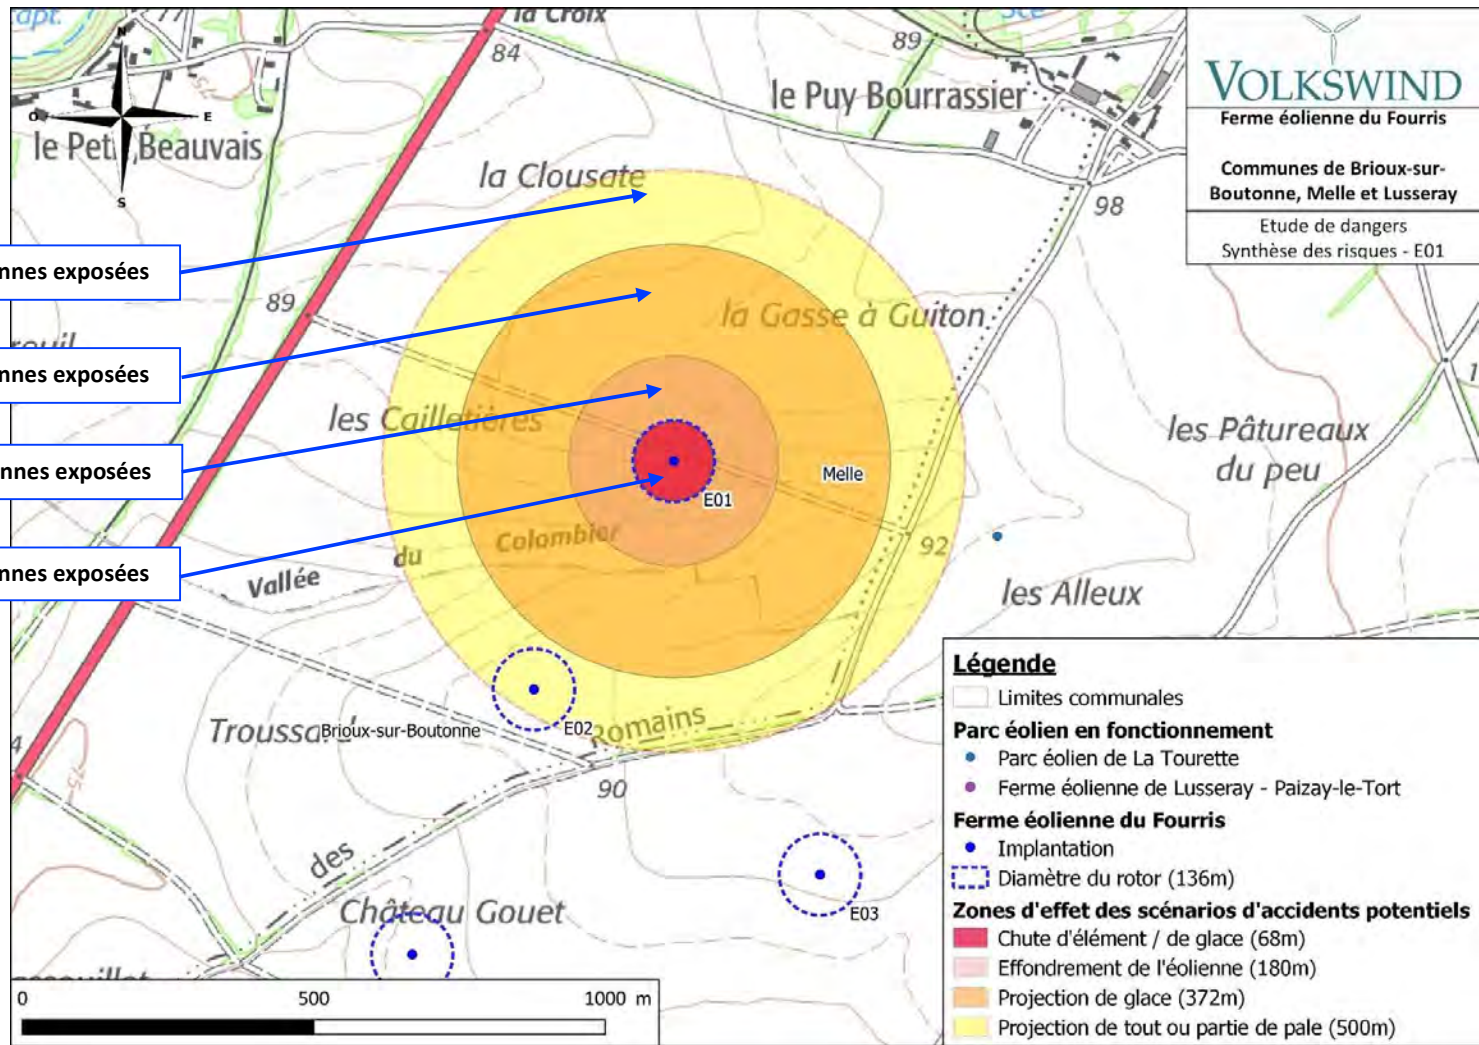 la Croix
84
89
le Puy Bourrassier
N
O
E
S
75
le Petit Beauvais
la Clousate
98
VOLKSWIND
Ferme éolienne du Fourris
Communes de Brioux-sur-
Boutonne, Melle et Lusseray
Etude de dangers
Synthèse des risques - E01
nnes exposées
89
la Gasse à Guiton
nnes exposées
les Cailletières
les Pâtureaux
du peu
nnes exposées
Melle
E01
Colombier
du
Vallée
92
nnes exposées
les Alleux
Troussard
Brioux-sur-Boutonne
E02
Romains
75
90
des
Château Gouet
E03
0
500
1000 m
Légende
Limites communales
Parc éolien en fonctionnement
Parc éolien de La Tourette
Ferme éolienne de Lusseray - Paizay-le-Tort
Ferme éolienne du Fourris
Implantation
Diamètre du rotor (136m)
Zones d'effet des scénarios d'accidents potentiels
Chute d'élément / de glace (68m)
Effondrement de l'éolienne (180m)
Projection de glace (372m)
Projection de tout ou partie de pale (500m)